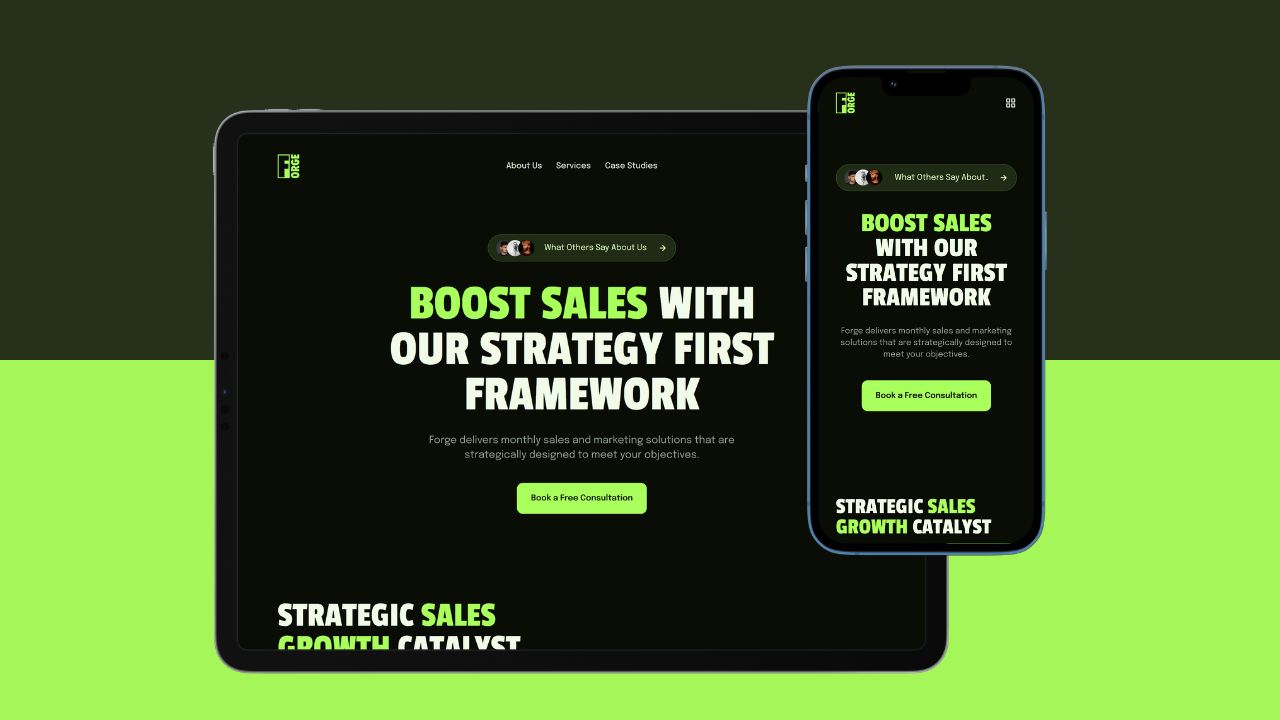 FORGE
About Us Services Case Studies
What Others Say About Us
BOOST SALES WITH
OUR STRATEGY FIRST
FRAMEWORK
Forge delivers monthly sales and marketing solutions that are
strategically designed to meet your objectives.
Book a Free Consultation
STRATEGIC SALES
GROWTH CATALYST
FORGE
What Others Say About..
BOOST SALES
WITH OUR
STRATEGY FIRST
FRAMEWORK
Forge delivers monthly sales and marketing
solutions that are strategically designed to
meet your objectives.
Book a Free Consultation
STRATEGIC SALES
GROWTH CATALYST